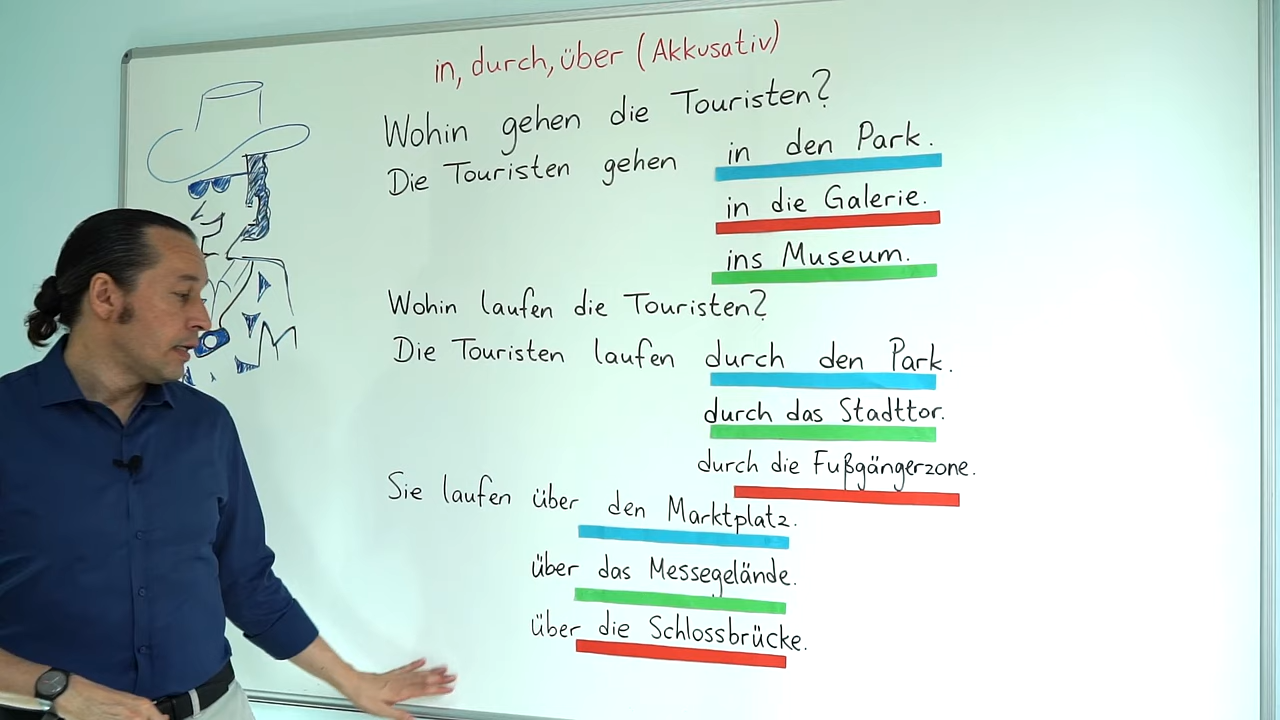 in, durch, über (Akkusativ)
Wohin gehen die Touristen?
Die Touristen gehen in den Park.
in die Galerie.
ins Museum.
Wohin laufen die Touristen?
Die Touristen laufen durch den Park.
durch das Stadttor.
durch die Fußgängerzone.
Sie laufen über den Marktplatz.
über das Messegelände.
über die Schlossbrücke.